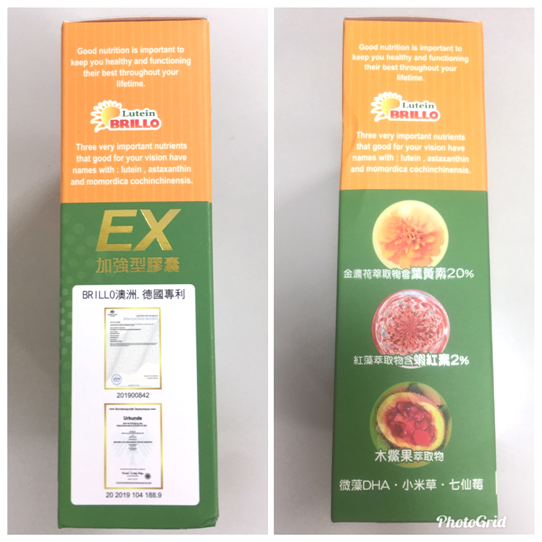 Good nutrition is important to
keep you healthy and functioning
their best throughout your
lifetime.
Lutein
BRILLO
Three very important nutrients
that good for your vision have
names with : lutein , astaxanthin
and momordica cochinchinensis.
EX
加強型膠囊
BRILLO澳洲.德國專利
201900842
Urkunde
20 2019 104 188.9
Good nutrition is important to
keep you healthy and functioning
their best throughout your
lifetime.
Lutein
BRILLO
Three very important nutrients
that good for your vision have
names with : lutein , astaxanthin
and momordica cochinchinensis.
金盞花萃取物含葉黃素20%
紅藻萃取物含蝦紅素2%
木鱉果萃取物
微藻DHA・小米草・七仙莓
PhotoGrid